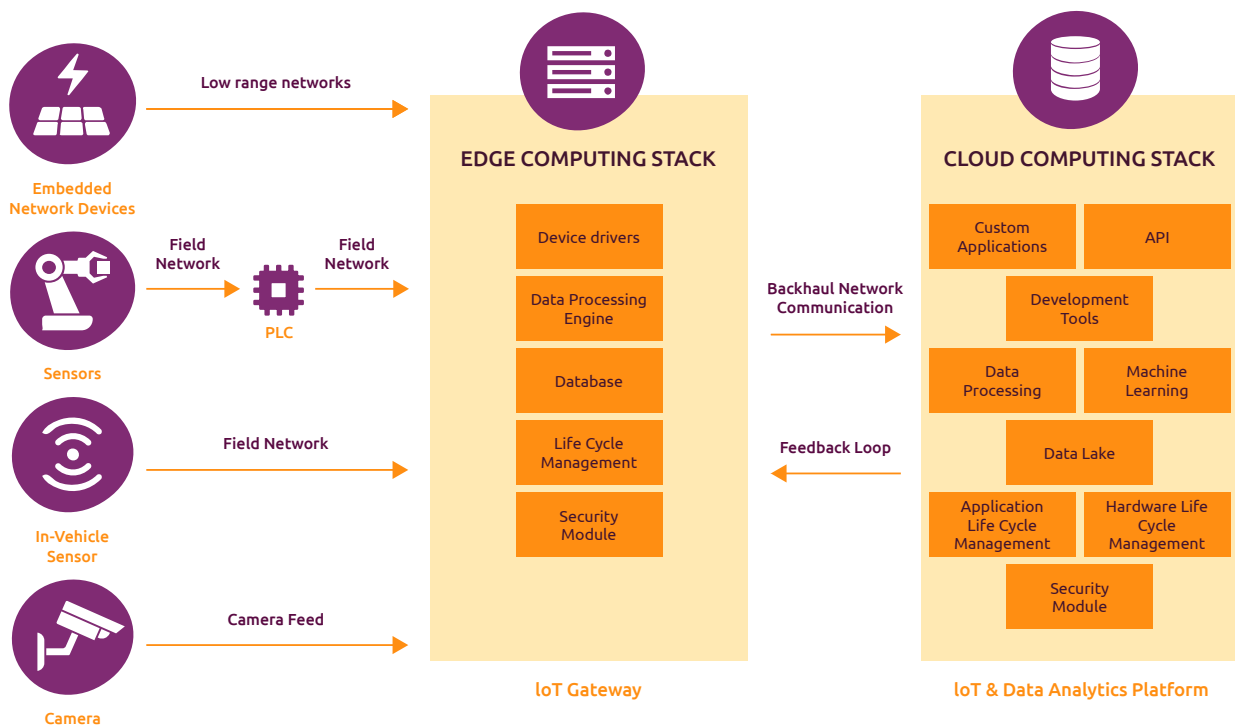 Low range networks
Embedded
Network Devices
Field
Network
Field
Network
PLC
Sensors
Field Network
In-Vehicle
Sensor
Camera Feed
Camera
EDGE COMPUTING STACK
Device drivers
Data Processing
Engine
Database
Life Cycle
Management
Security
Module
IoT Gateway
Backhaul Network
Communication
Feedback Loop
CLOUD COMPUTING STACK
Custom
Applications
API
Development
Tools
Data
Processing
Machine
Learning
Data Lake
Application
Life Cycle
Management
Hardware Life
Cycle
Management
Security
Module
IoT & Data Analytics Platform